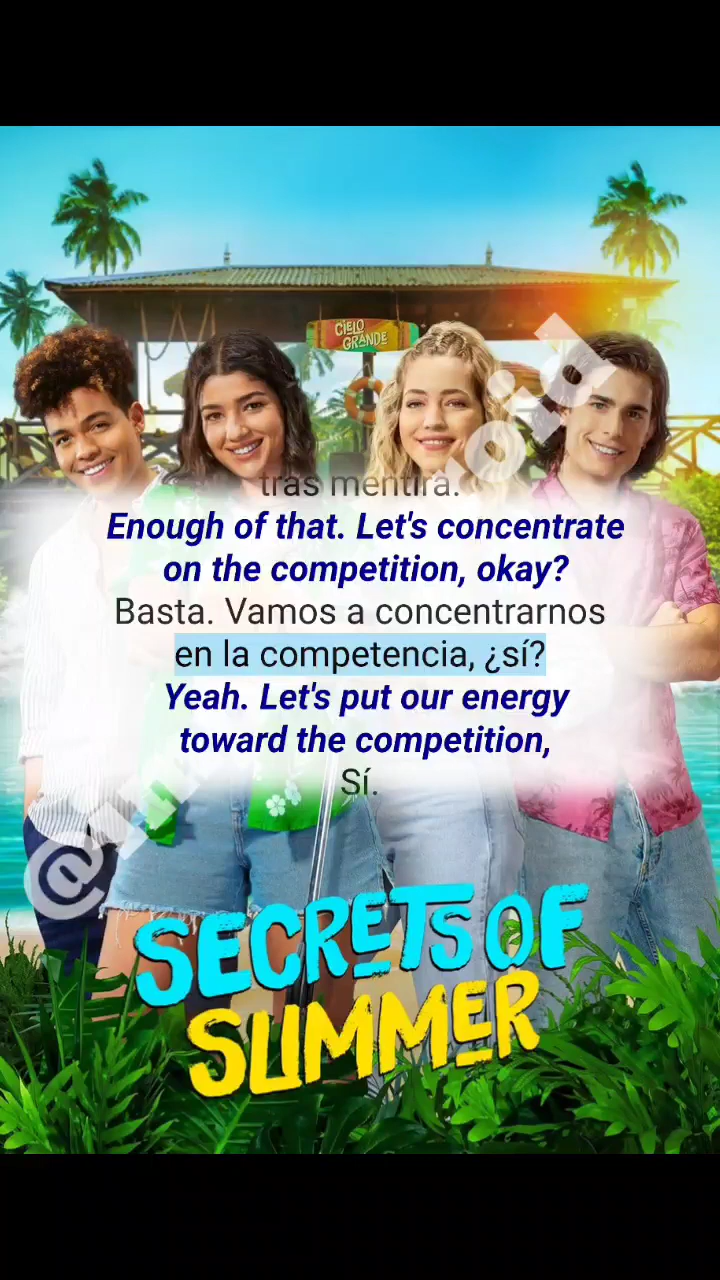 CIELO
GRANDE
tras mentira.
Enough of that. Let's concentrate
on the competition, okay?
Basta. Vamos a concentrarnos
en la competencia, ¿sí?
Yeah. Let's put our energy
toward the competition,
Sí.
SECRETS OF
SUMMER